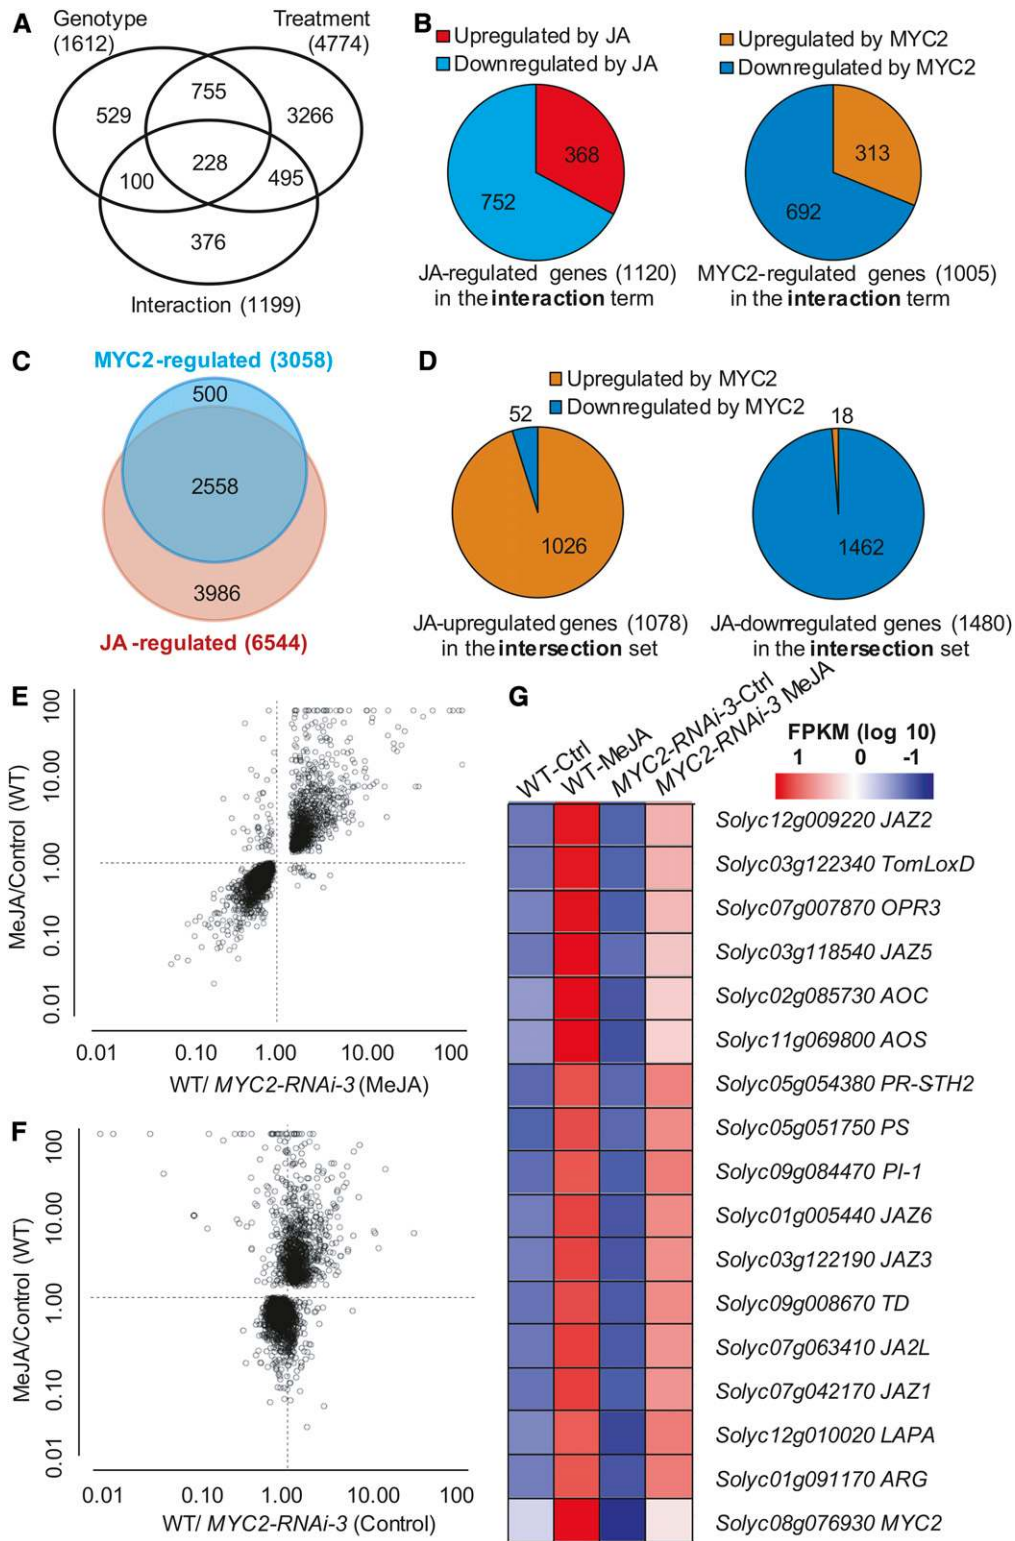 A
Genotype
(1612)
Treatment
(4774)
529
755
3266
228
100
495
376
Interaction (1199)
B
Upregulated by JA
Downregulated by JA
368
752
JA-regulated genes (1120)
in the interaction term
Upregulated by MYC2
Downregulated by MYC2
313
692
MYC2-regulated genes (1005)
in the interaction term
C
MYC2-regulated (3058)
500
2558
3986
JA-regulated (6544)
D
Upregulated by MYC2
Downregulated by MYC2
52
1026
JA-upregulated genes (1078)
in the intersection set
18
1462
JA-downregulated genes (1480)
in the intersection set
E
MeJA/Control (WT)
100
10.00
1.00
0.10
0.01
0.01 0.10 1.00 10.00 100
WT/ MYC2-RNAi-3 (MeJA)
F
MeJA/Control (WT)
100
10.00
1.00
0.10
0.01
0.01 0.10 1.00 10.00 100
WT/ MYC2-RNAi-3 (Control)
G
WT-Ctrl
WT-MeJA
MYC2-RNAi-3-Ctrl
MYC2-RNAi-3 MeJA
FPKM (log 10)
1 0 -1
Solyc12g009220 JAZ2
Solyc03g122340 TomLoxD
Solyc07g007870 OPR3
Solyc03g118540 JAZ5
Solyc02g085730 AOC
Solyc11g069800 AOS
Solyc05g054380 PR-STH2
Solyc05g051750 PS
Solyc09g084470 PI-1
Solyc01g005440 JAZ6
Solyc03g122190 JAZ3
Solyc09g008670 TD
Solyc07g063410 JA2L
Solyc07g042170 JAZ1
Solyc12g010020 LAPA
Solyc01g091170 ARG
Solyc08g076930 MYC2